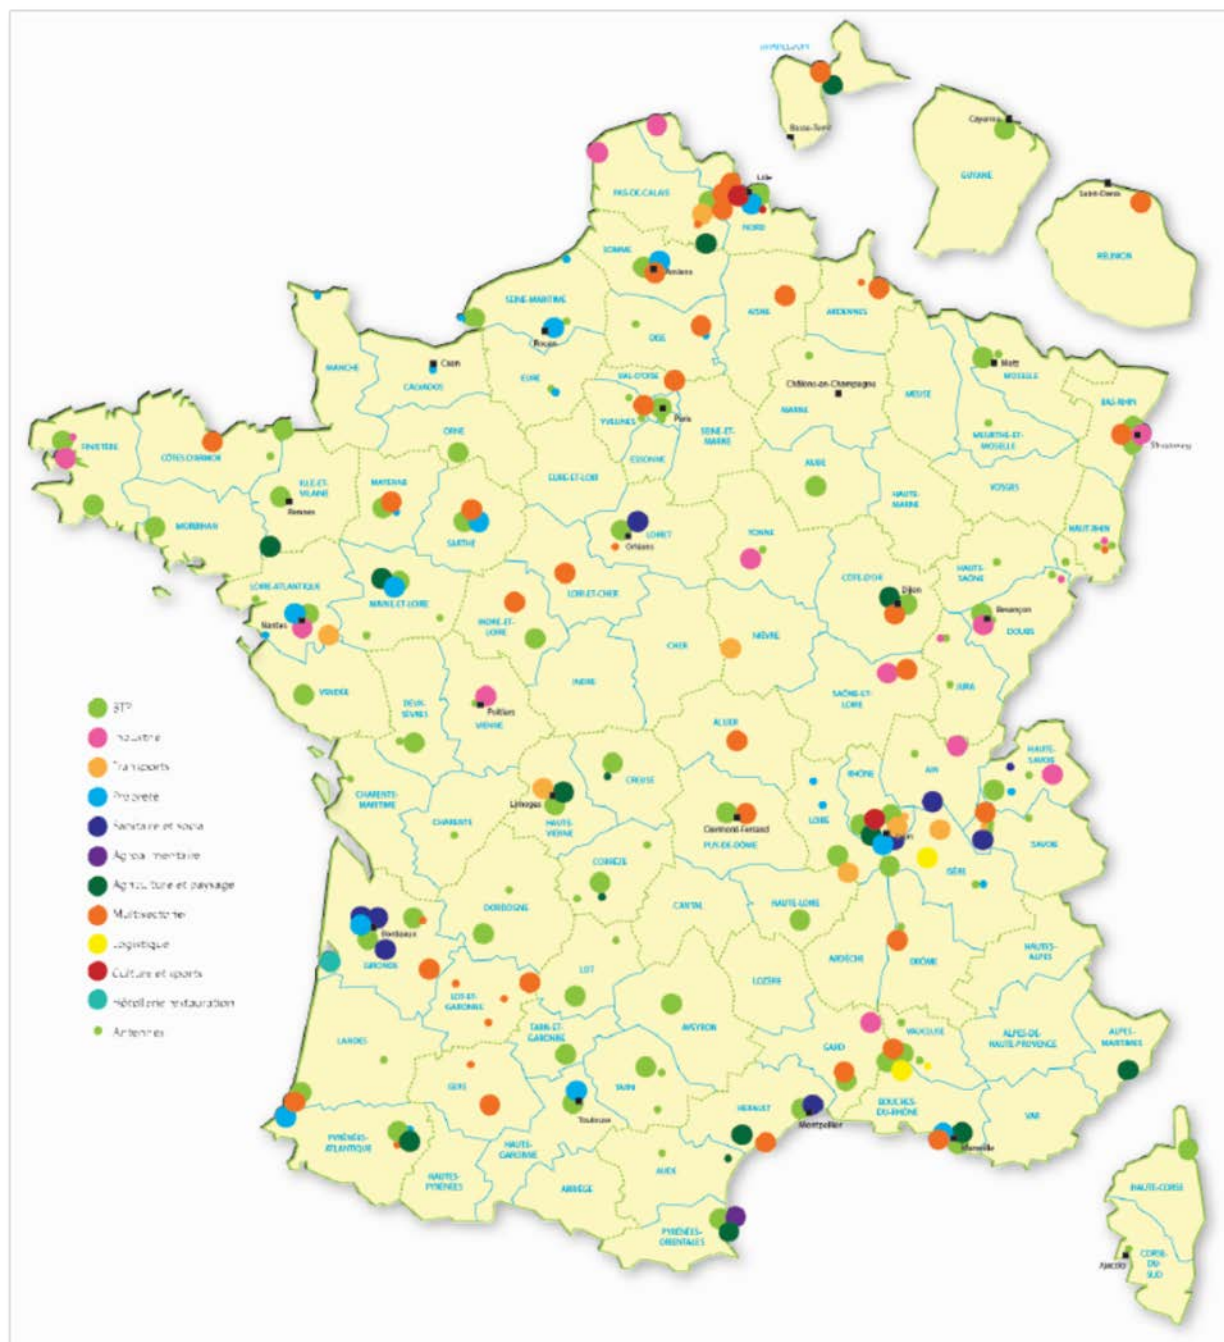 Basse-Terre
Cayenne
GUYANE
Saint-Denis
RÉUNION
Lille
PAS-DE-CALAIS
NORD
SOMME
Amiens
SEINE-MARITIME
AISNE
ARDENNES
Rouen
OISE
MANCHE
Caen
CALVADOS
EURE
VAL-D'OISE
Metz
MOSELLE
Châlons-en-Champagne
MARNE
MEUSE
BAS-RHIN
YVELINES
Paris
SEINE-ET-
MARNE
MEURTHE-ET-
MOSELLE
Strasbourg
FINISTÈRE
CÔTES D'ARMOR
ORNE
ESSONNE
AUBE
ILLE-ET-
VILAINE
MAYENNE
EURE-ET-LOIR
HAUTE-
MARNE
VOSGES
Rennes
MORBIHAN
SARTHE
LOIRET
Orléans
YONNE
HAUT-RHIN
HAUTE-
SAÔNE
LOIRE-ATLANTIQUE
MAINE-ET-LOIRE
LOIR-ET-CHER
CÔTE-D'OR
Dijon
Besançon
DOUBS
Nantes
INDRE-ET-
LOIRE
CHER
NIÈVRE
VENDÉE
DEUX-
SÈVRES
Poitiers
VIENNE
INDRE
SAÔNE-ET-
LOIRE
JURA
ALLIER
BTP
Industrie
Transports
Propreté
Sanitaire et social
Agroalimentaire
Agriculture et paysage
Multisectoriel
Logistique
Culture et sports
Hôtellerie restauration
Antennes
CHARENTE-
MARITIME
CHARENTE
Limoges
HAUTE-
VIENNE
CREUSE
Clermont-Ferrand
PUY-DE-DÔME
LOIRE
RHÔNE
AIN
HAUTE-
SAVOIE
SAVOIE
ISÈRE
CORRÈZE
DORDOGNE
CANTAL
HAUTE-LOIRE
Bordeaux
GIRONDE
LOT
LOZÈRE
ARDÈCHE
DRÔME
HAUTES-
ALPES
LOT-ET-
GARONNE
TARN-ET-
GARONNE
AVEYRON
LANDES
GARD
VAUCLUSE
ALPES-DE-
HAUTE-PROVENCE
ALPES-
MARITIMES
GERS
TARN
Toulouse
HÉRAULT
Montpellier
BOUCHES-
DU-RHÔNE
VAR
Marseille
PYRÉNÉES-
ATLANTIQUE
HAUTES-
PYRÉNÉES
HAUTE-
GARONNE
ARIÈGE
AUDE
PYRÉNÉES-
ORIENTALES
HAUTE-CORSE
Ajaccio
CORSE-
DU-
SUD